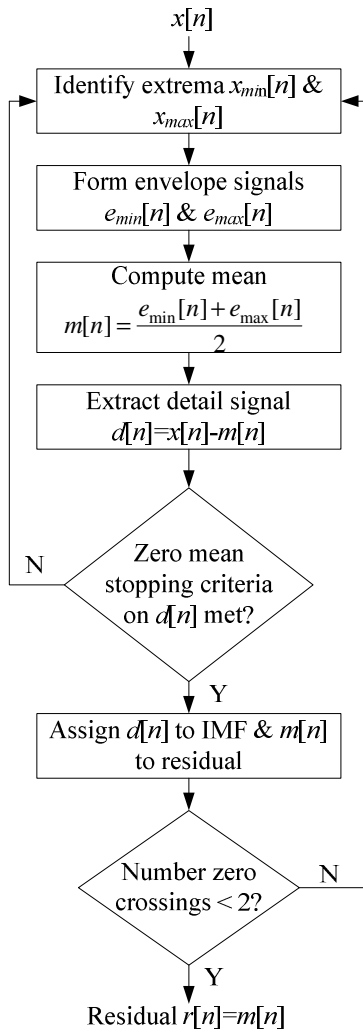 x[n]
Identify extrema x_min[n] &
x_max[n]
Form envelope signals
e_min[n] & e_max[n]
Compute mean
m[n] = (e_min[n] + e_max[n]) / 2
Extract detail signal
d[n]=x[n]-m[n]
N
Zero mean
stopping criteria
on d[n] met?
Y
Assign d[n] to IMF & m[n]
to residual
Number zero
crossings < 2?
N
Y
Residual r[n]=m[n]